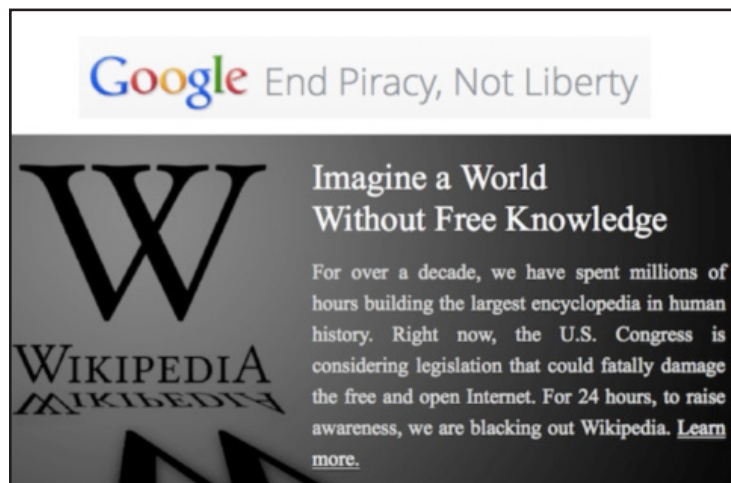 Google End Piracy, Not Liberty
Imagine a World
Without Free Knowledge
For over a decade, we have spent millions of
hours building the largest encyclopedia in human
history. Right now, the U.S. Congress is
considering legislation that could fatally damage
the free and open Internet. For 24 hours, to raise
awareness, we are blacking out Wikipedia. Learn
more.
W
WIKIPEDIA